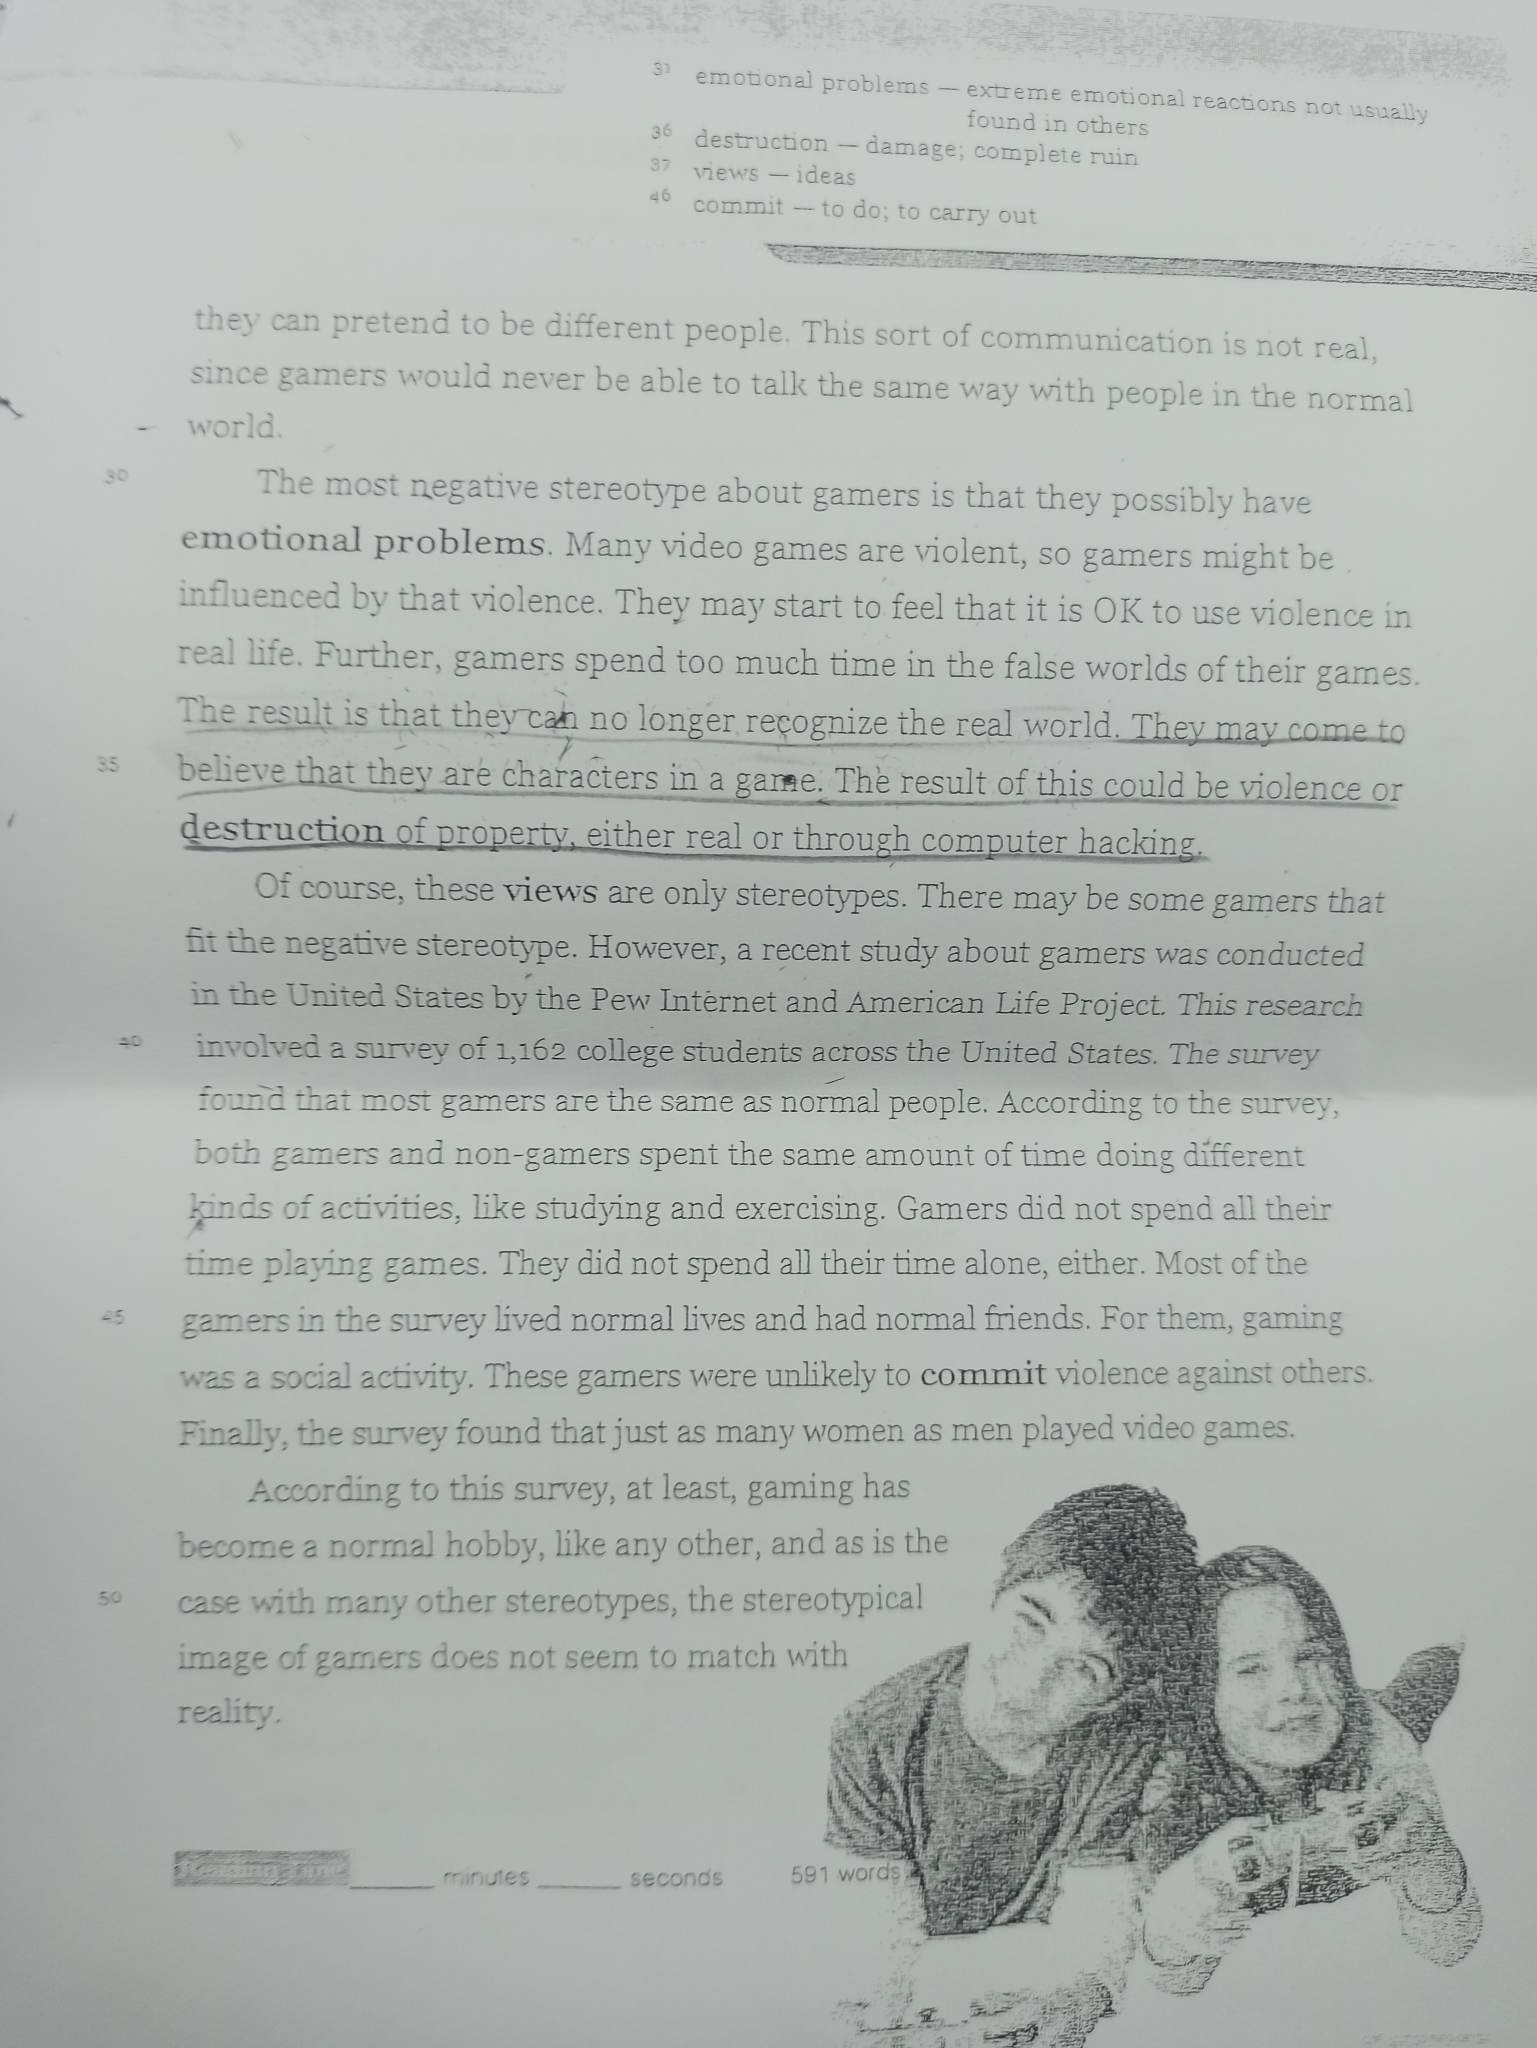 31 emotional problems — extreme emotional reactions not usually
found in others
36 destruction — damage; complete ruin
37 views — ideas
46 commit — to do; to carry out
they can pretend to be different people. This sort of communication is not real,
since gamers would never be able to talk the same way with people in the normal
world.
30 The most negative stereotype about gamers is that they possibly have
emotional problems. Many video games are violent, so gamers might be
influenced by that violence. They may start to feel that it is OK to use violence in
real life. Further, gamers spend too much time in the false worlds of their games.
The result is that they can no longer recognize the real world. They may come to
35 believe that they are characters in a game. The result of this could be violence or
destruction of property, either real or through computer hacking.
Of course, these views are only stereotypes. There may be some gamers that
fit the negative stereotype. However, a recent study about gamers was conducted
in the United States by the Pew Internet and American Life Project. This research
40 involved a survey of 1,162 college students across the United States. The survey
found that most gamers are the same as normal people. According to the survey,
both gamers and non-gamers spent the same amount of time doing different
kinds of activities, like studying and exercising. Gamers did not spend all their
time playing games. They did not spend all their time alone, either. Most of the
45 gamers in the survey lived normal lives and had normal friends. For them, gaming
was a social activity. These gamers were unlikely to commit violence against others.
Finally, the survey found that just as many women as men played video games.
According to this survey, at least, gaming has
become a normal hobby, like any other, and as is the
50 case with many other stereotypes, the stereotypical
image of gamers does not seem to match with
reality.
Reading Time ______ minutes ______ seconds 591 words